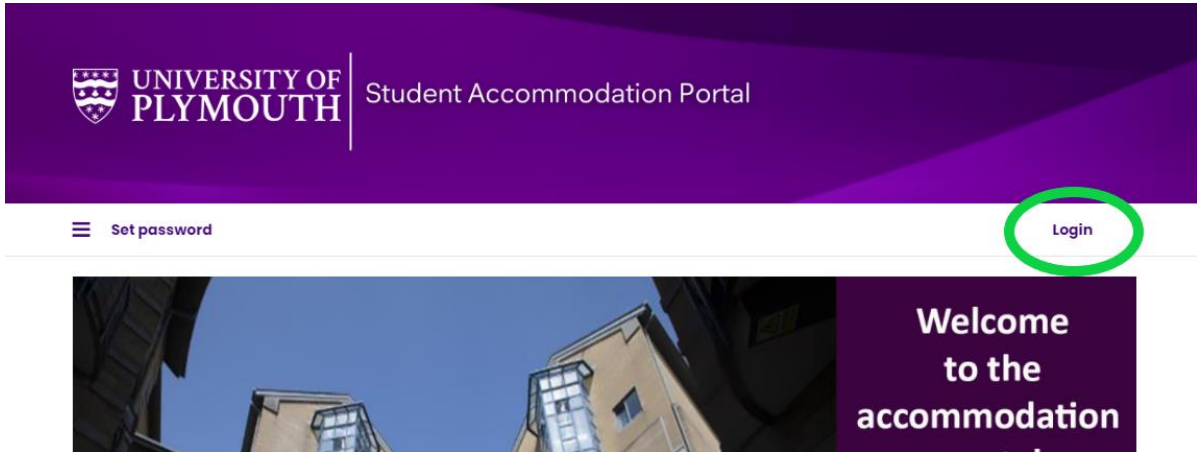 UNIVERSITY OF
PLYMOUTH
Student Accommodation Portal
Set password
Login
Welcome
to the
accommodation